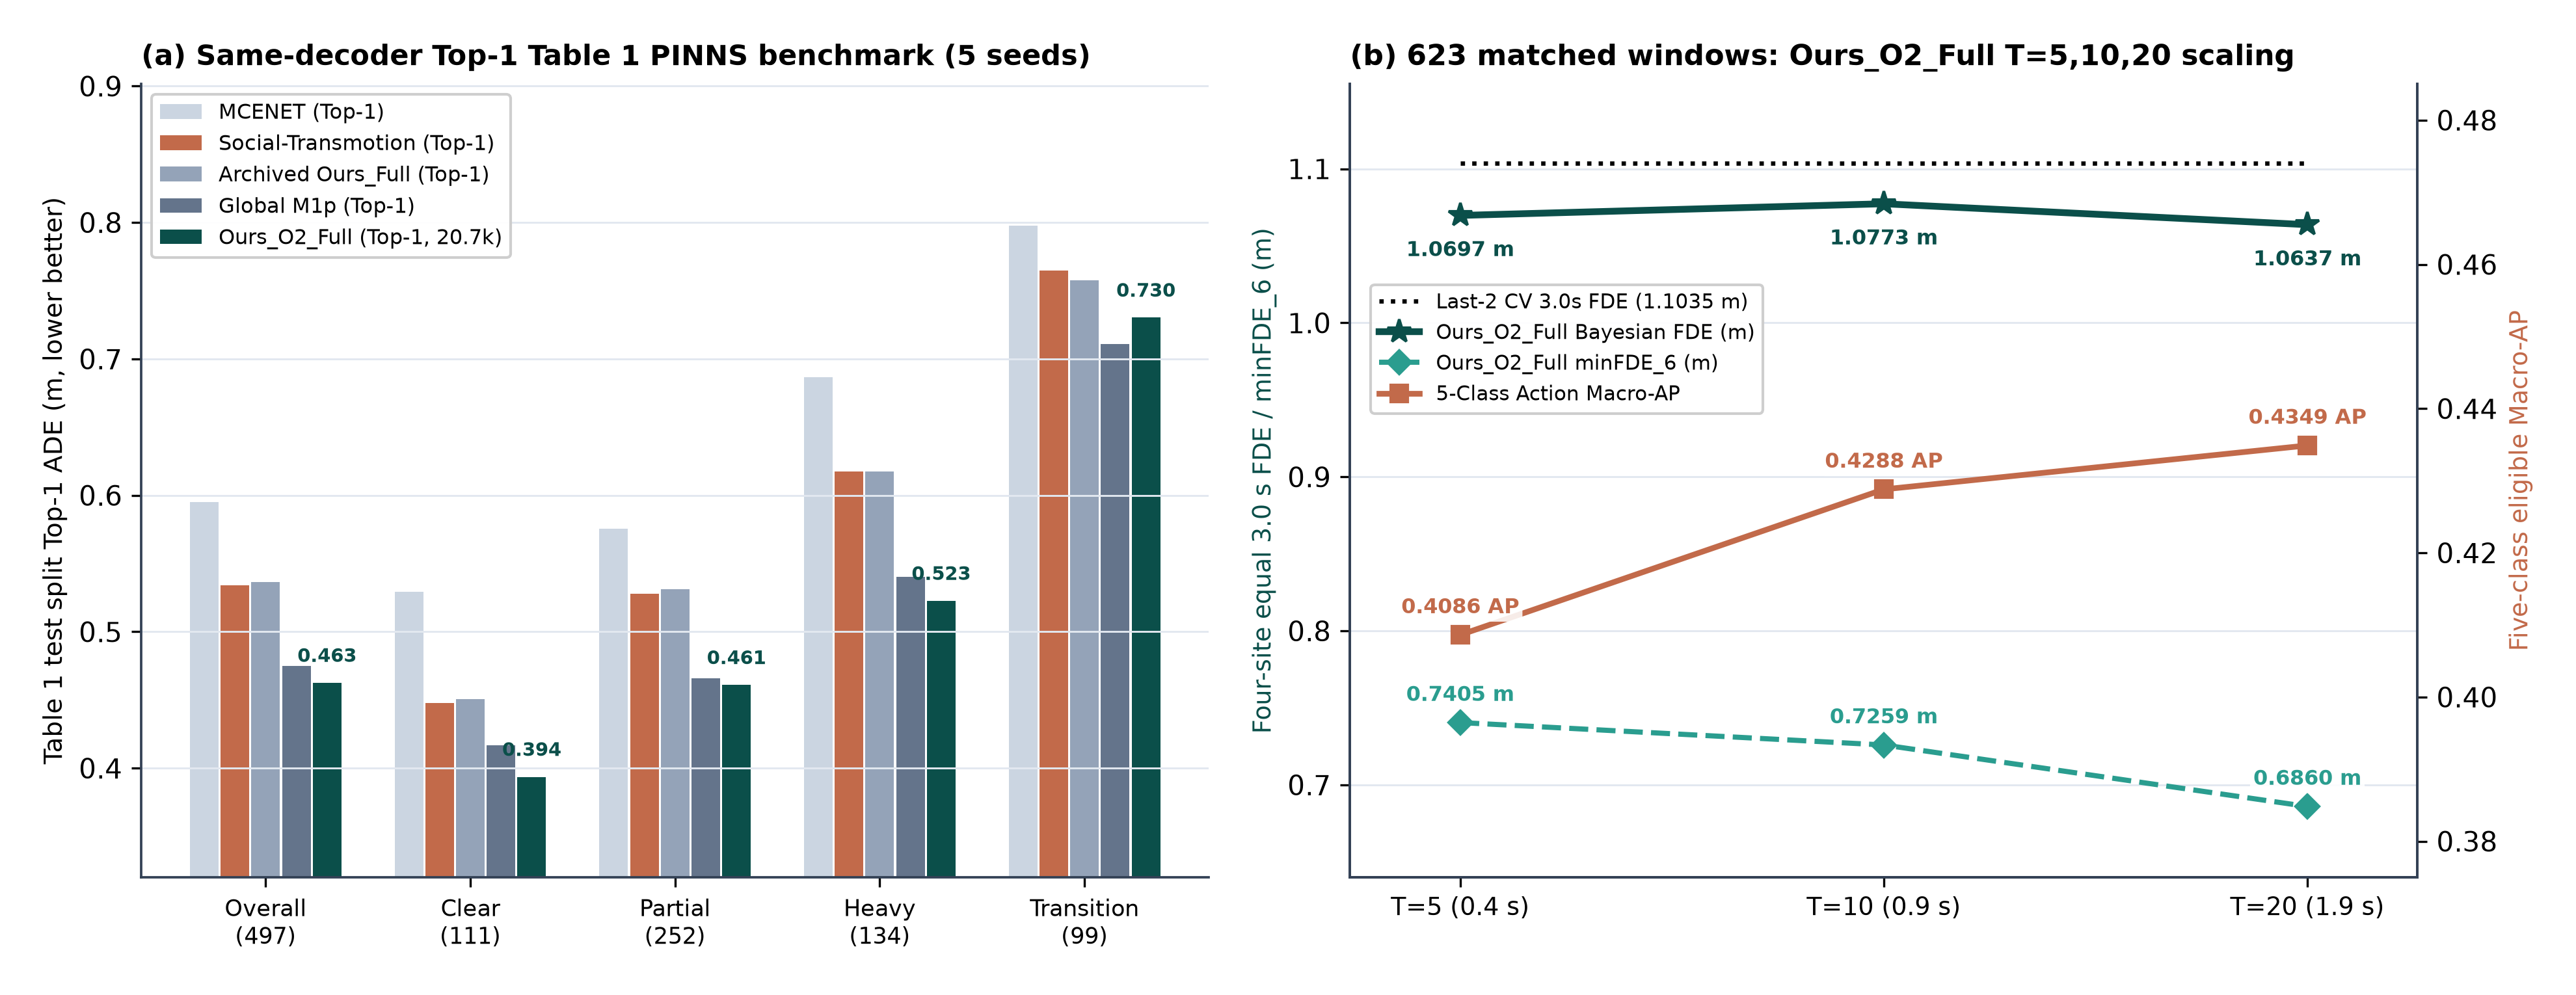 (a) Same-decoder Top-1 Table 1 PINNS benchmark (5 seeds)
Table 1 test split Top-1 ADE (m, lower better)
0.9
0.8
0.7
0.6
0.5
0.4
MCENET (Top-1)
Social-Transmotion (Top-1)
Archived Ours_Full (Top-1)
Global M1p (Top-1)
Ours_O2_Full (Top-1, 20.7k)
0.463
0.394
0.461
0.523
0.730
Overall
(497)
Clear
(111)
Partial
(252)
Heavy
(134)
Transition
(99)
(b) 623 matched windows: Ours_O2_Full T=5,10,20 scaling
Four-site equal 3.0 s FDE / minFDE_6 (m)
1.1
1.0
0.9
0.8
0.7
1.0697 m
1.0773 m
1.0637 m
Last-2 CV 3.0s FDE (1.1035 m)
Ours_O2_Full Bayesian FDE (m)
Ours_O2_Full minFDE_6 (m)
5-Class Action Macro-AP
0.4086 AP
0.4288 AP
0.4349 AP
0.7405 m
0.7259 m
0.6860 m
T=5 (0.4 s)
T=10 (0.9 s)
T=20 (1.9 s)
0.48
0.46
0.44
0.42
0.40
0.38
Five-class eligible Macro-AP